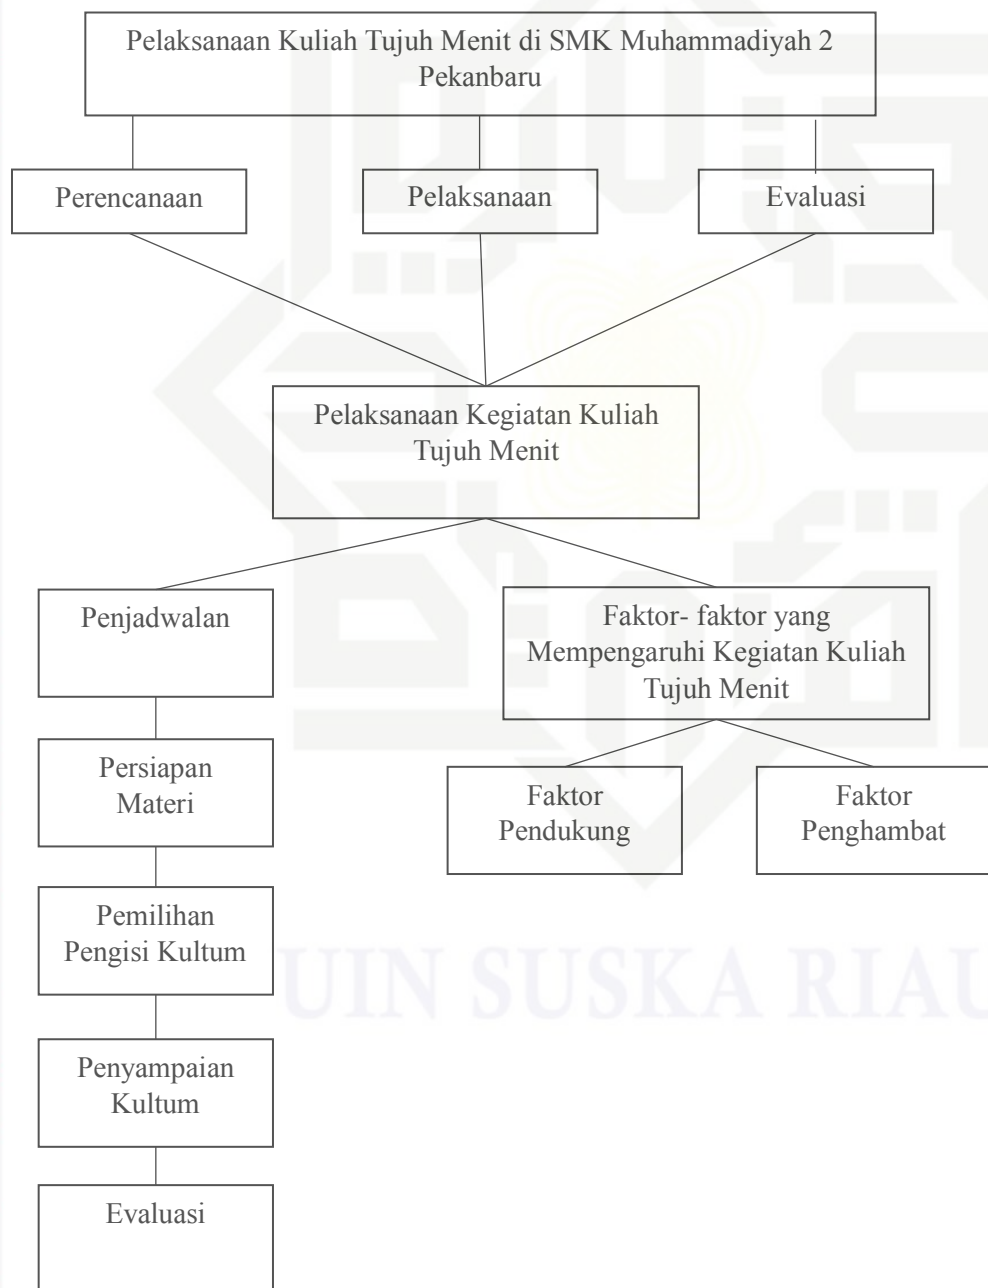 Pelaksanaan Kuliah Tujuh Menit di SMK Muhammadiyah 2
Pekanbaru
Perencanaan
Pelaksanaan
Evaluasi
Pelaksanaan Kegiatan Kuliah
Tujuh Menit
Penjadwalan
Faktor- faktor yang
Mempengaruhi Kegiatan Kuliah
Tujuh Menit
Persiapan
Materi
Faktor
Pendukung
Faktor
Penghambat
Pemilihan
Pengisi Kultum
UIN SUSKA RIAU
Penyampaian
Kultum
Evaluasi